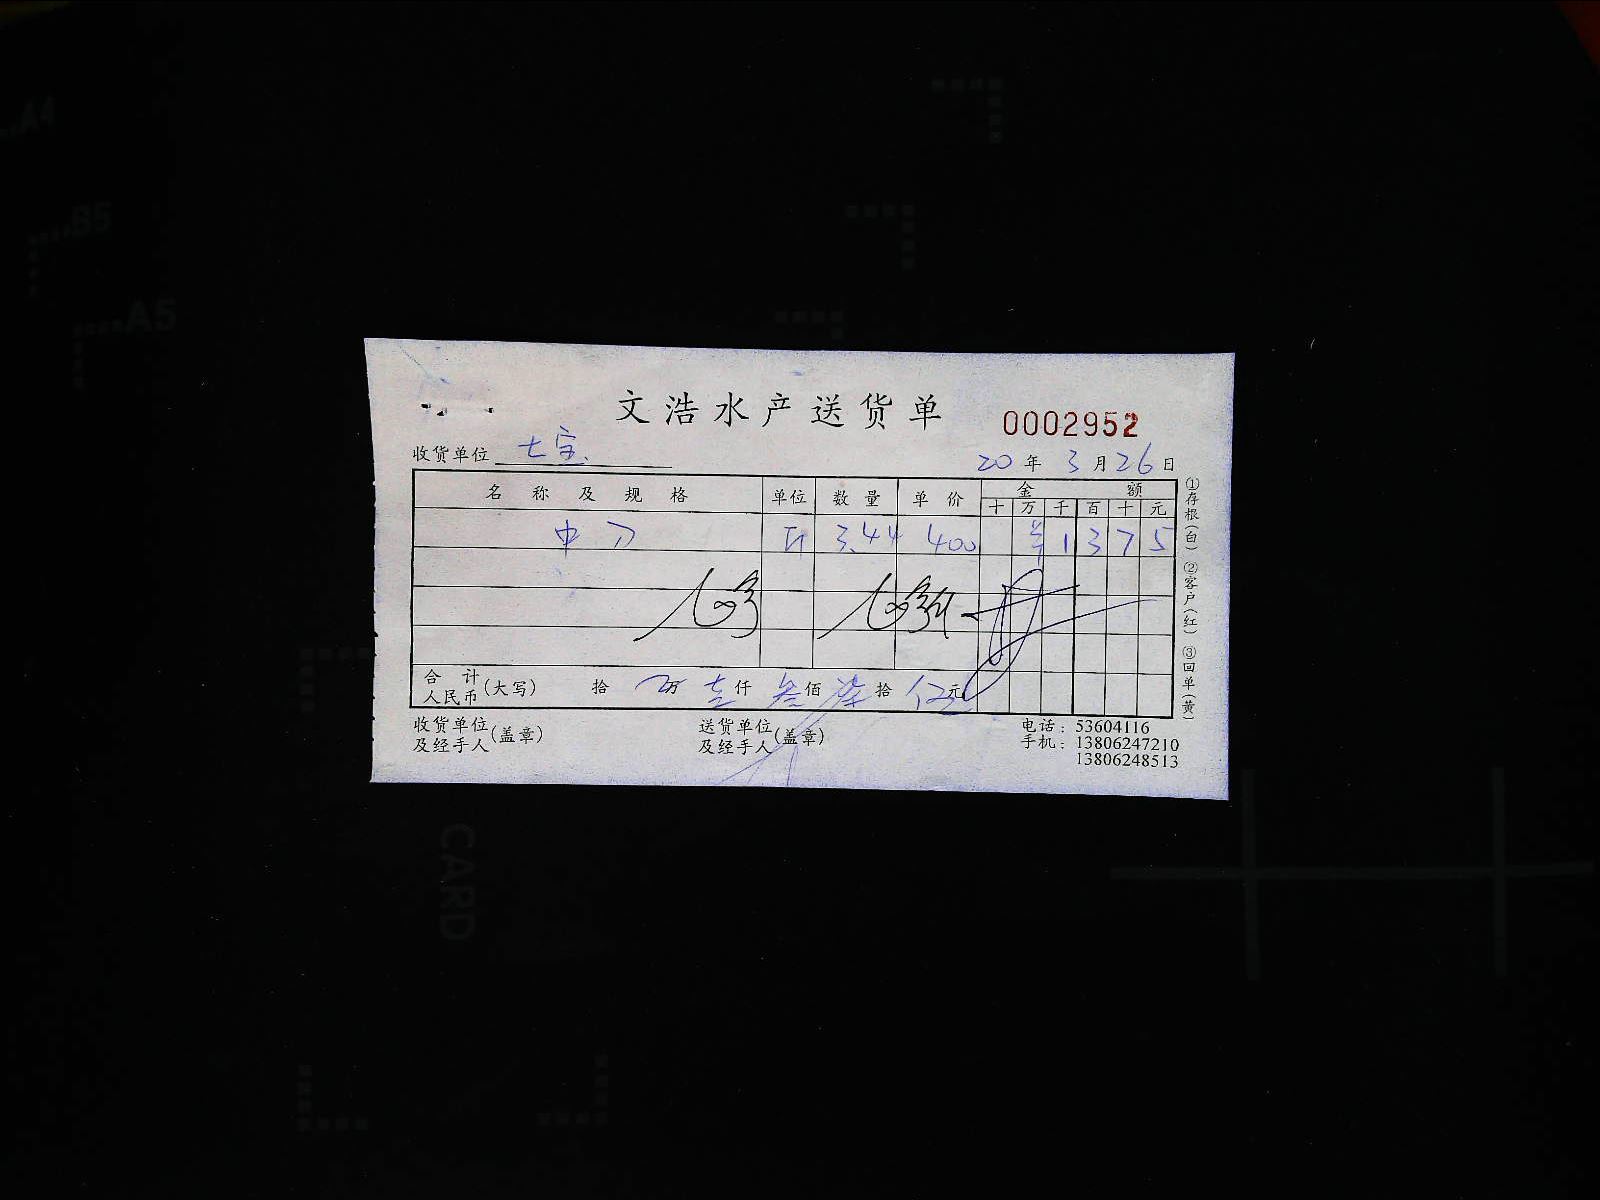 A4
B5
A5
文浩水产送货单
0002952
收货单位 七宝
20年3月26日
名称及规格 单位 数量 单价 金额
十 万 千 百 十 元
中刀 斤 3.44 400 1 3 7 5
合计人民币(大写) 拾 万 壹仟 叁佰 柒拾 伍元
①存根(白) ②客户(红) ③回单(黄)
收货单位及经手人(盖章) 送货单位及经手人(盖章)
电话:53604116
手机:13806247210
13806248513
CARD